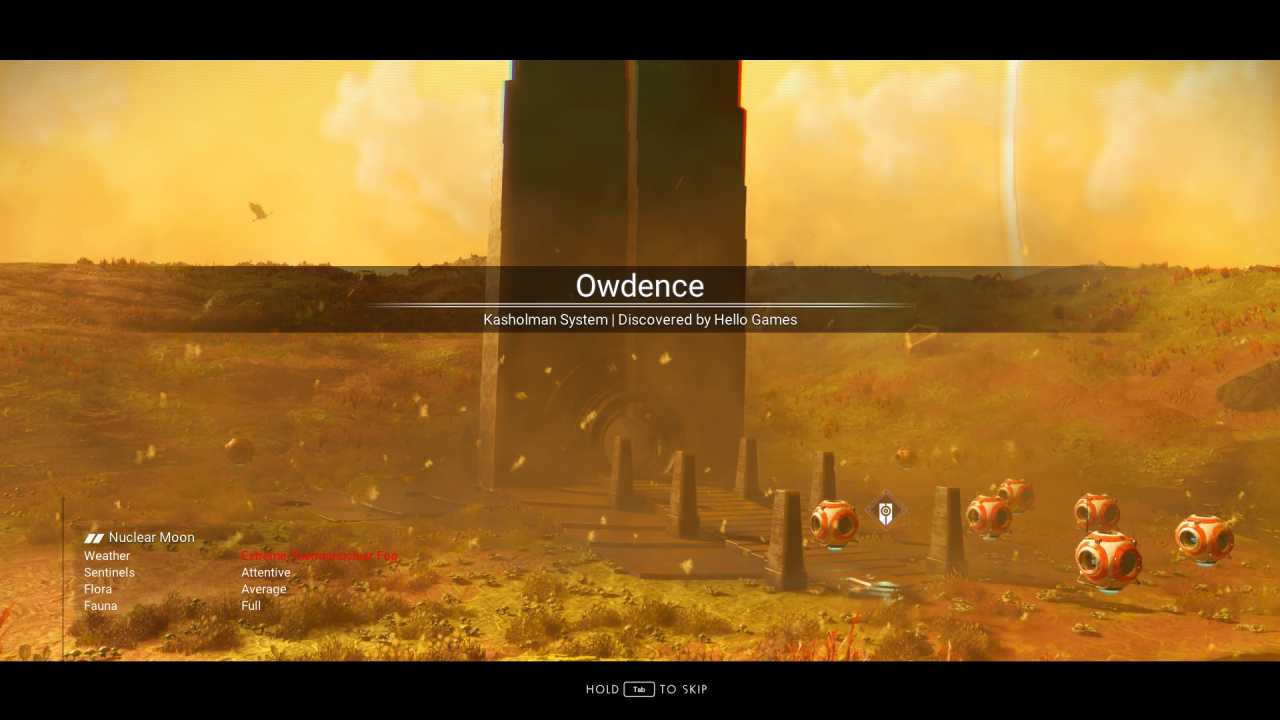 Owdence
Kasholman System | Discovered by Hello Games
Nuclear Moon
Weather Extreme Thermonuclear Fog
Sentinels Attentive
Flora Average
Fauna Full
HOLD Tab TO SKIP